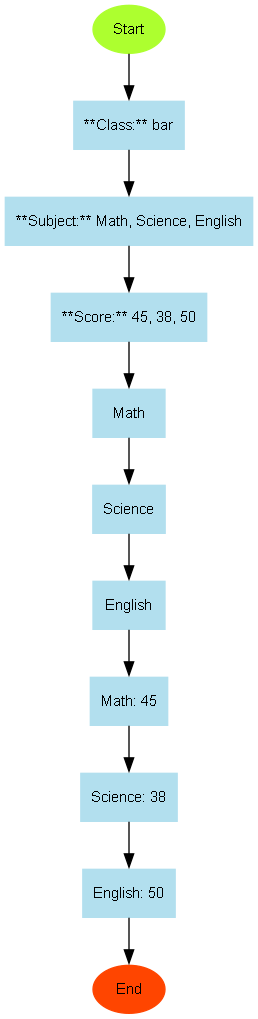 Start
**Class:** bar
**Subject:** Math, Science, English
**Score:** 45, 38, 50
Math
Science
English
Math: 45
Science: 38
English: 50
End